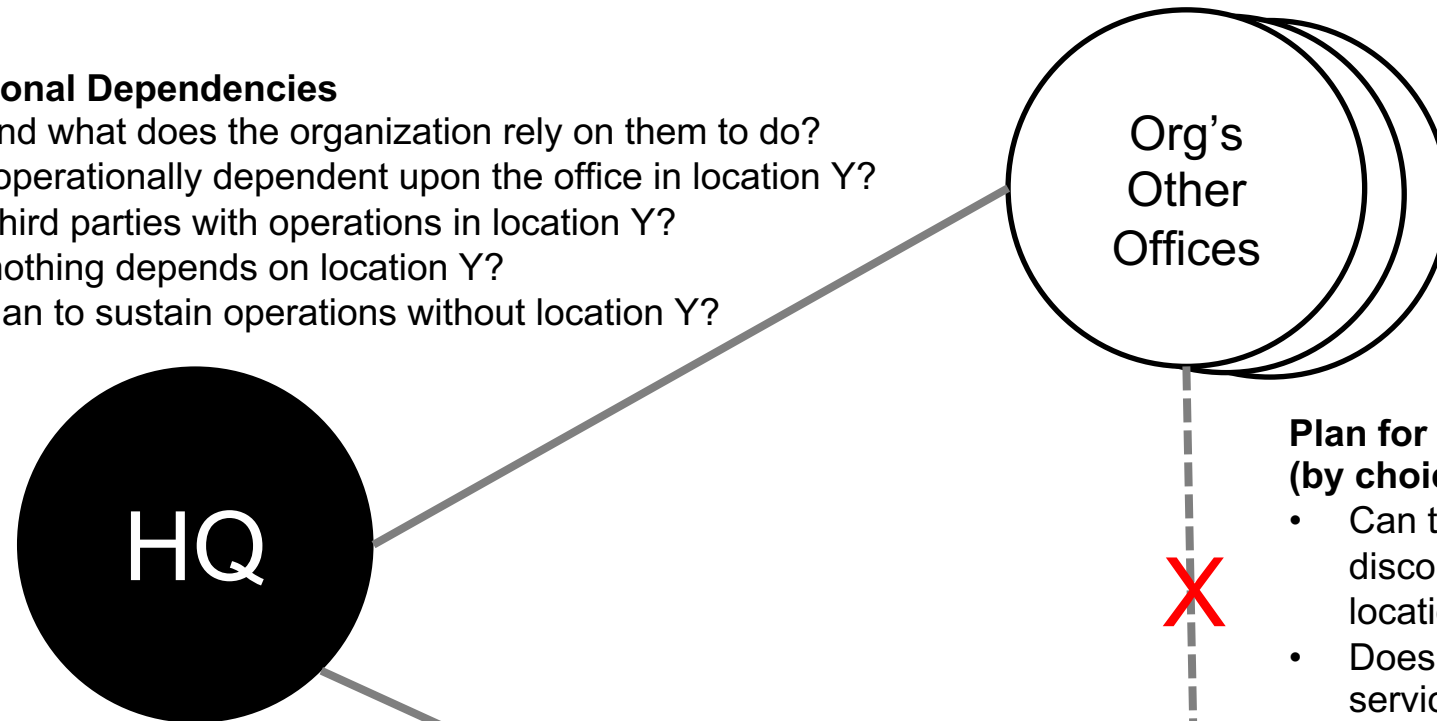 onal Dependencies
nd what does the organization rely on them to do?
operationally dependent upon the office in location Y?
hird parties with operations in location Y?
nothing depends on location Y?
an to sustain operations without location Y?
Org's
Other
Offices
HQ
X
Plan for
(by choi
• Can t
disco
locati
• Does
servic